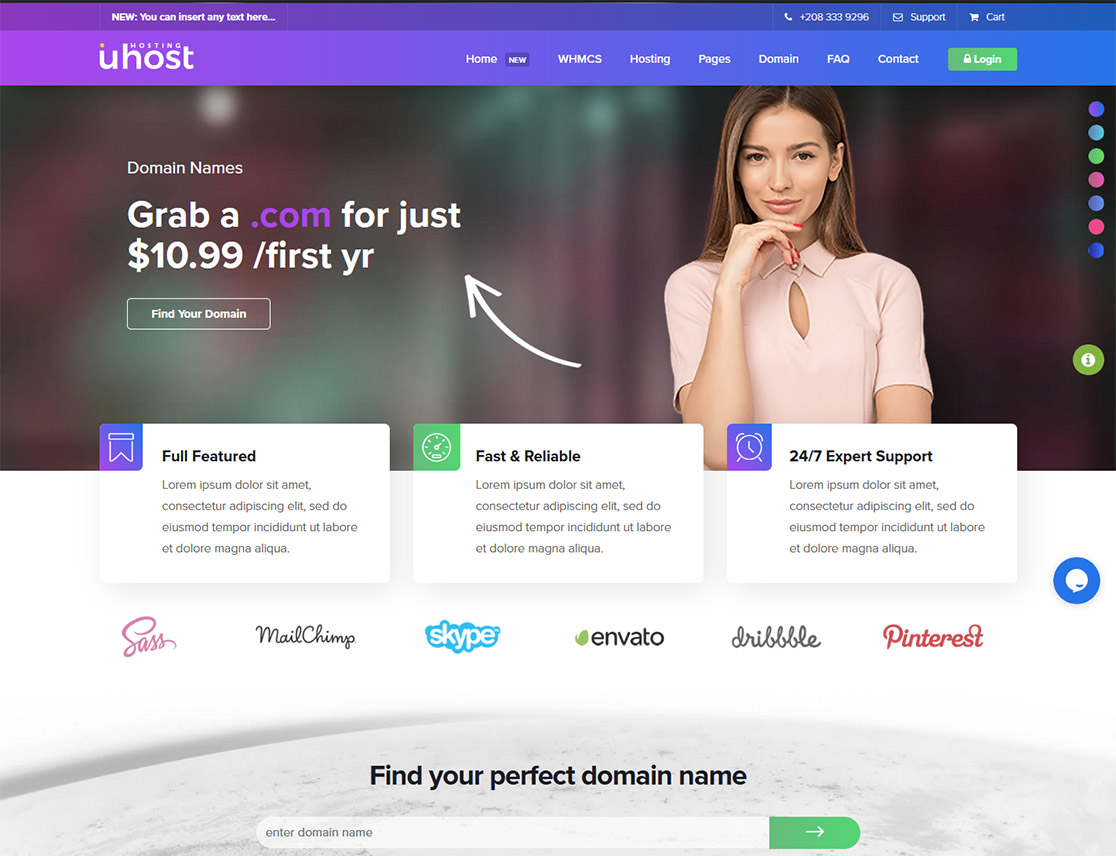 NEW: You can insert any text here...
+208 333 9296
Support
Cart
HOSTING
uhost
Home NEW
WHMCS
Hosting
Pages
Domain
FAQ
Contact
Login
Domain Names
Grab a .com for just
$10.99 /first yr
Find Your Domain
Full Featured
Lorem ipsum dolor sit amet,
consectetur adipiscing elit, sed do
eiusmod tempor incididunt ut labore
et dolore magna aliqua.
Fast & Reliable
Lorem ipsum dolor sit amet,
consectetur adipiscing elit, sed do
eiusmod tempor incididunt ut labore
et dolore magna aliqua.
24/7 Expert Support
Lorem ipsum dolor sit amet,
consectetur adipiscing elit, sed do
eiusmod tempor incididunt ut labore
et dolore magna aliqua.
Sass
MailChimp
skype
envato
dribbble
Pinterest
Find your perfect domain name
enter domain name